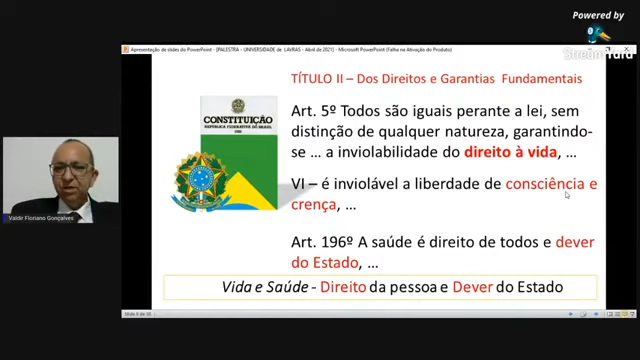 Powered by
StreamYard
Apresentação de slides do PowerPoint - [PALESTRA - UNIVERSIDADE de LAVRAS - Abril de 2021] - Microsoft PowerPoint (Falha na Ativação do Produto)
TÍTULO II – Dos Direitos e Garantias Fundamentais
CONSTITUIÇÃO
REPÚBLICA FEDERATIVA DO BRASIL
1988
Art. 5º Todos são iguais perante a lei, sem
distinção de qualquer natureza, garantindo-
se … a inviolabilidade do direito à vida, …
VI – é inviolável a liberdade de consciência e
crença, …
Art. 196º A saúde é direito de todos e dever
do Estado, …
Vida e Saúde - Direito da pessoa e Dever do Estado
Valdir Floriano Gonçalves